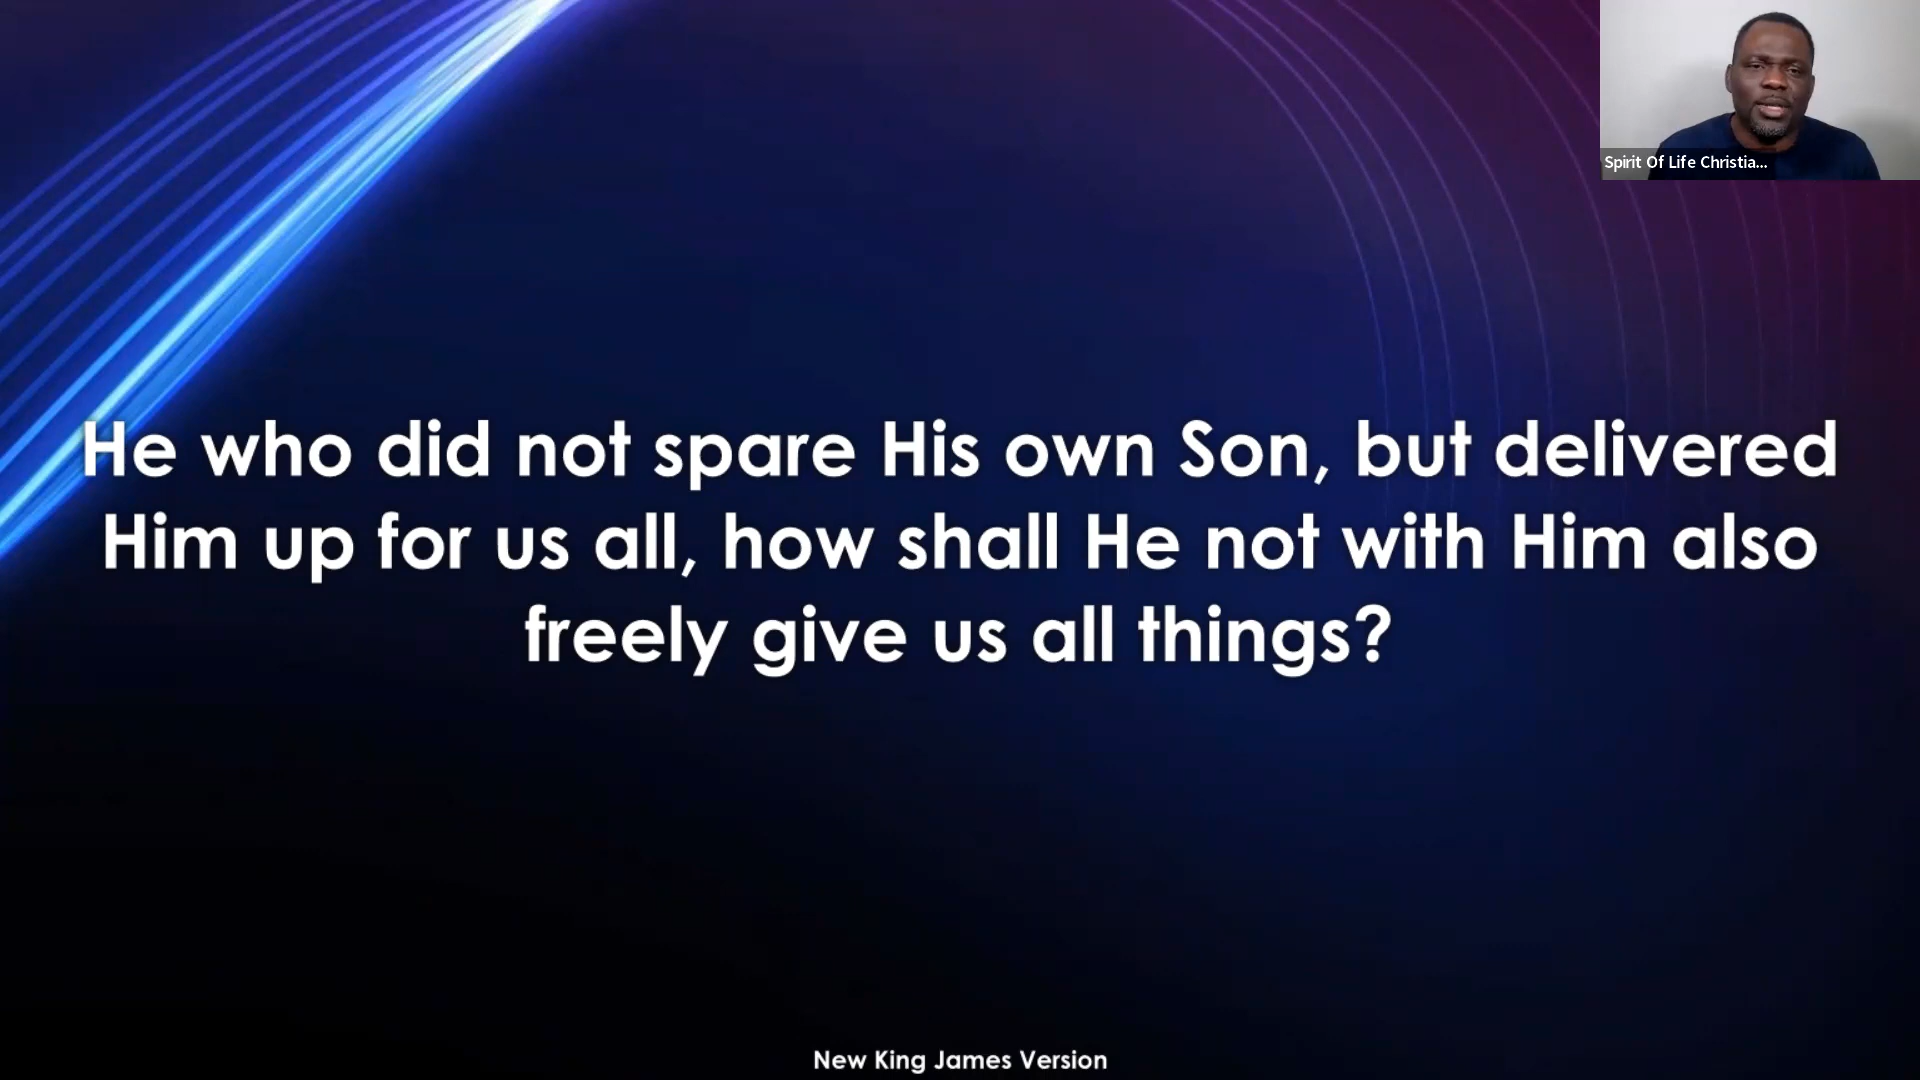 Spirit Of Life Christia...
He who did not spare His own Son, but delivered
Him up for us all, how shall He not with Him also
freely give us all things?
New King James Version